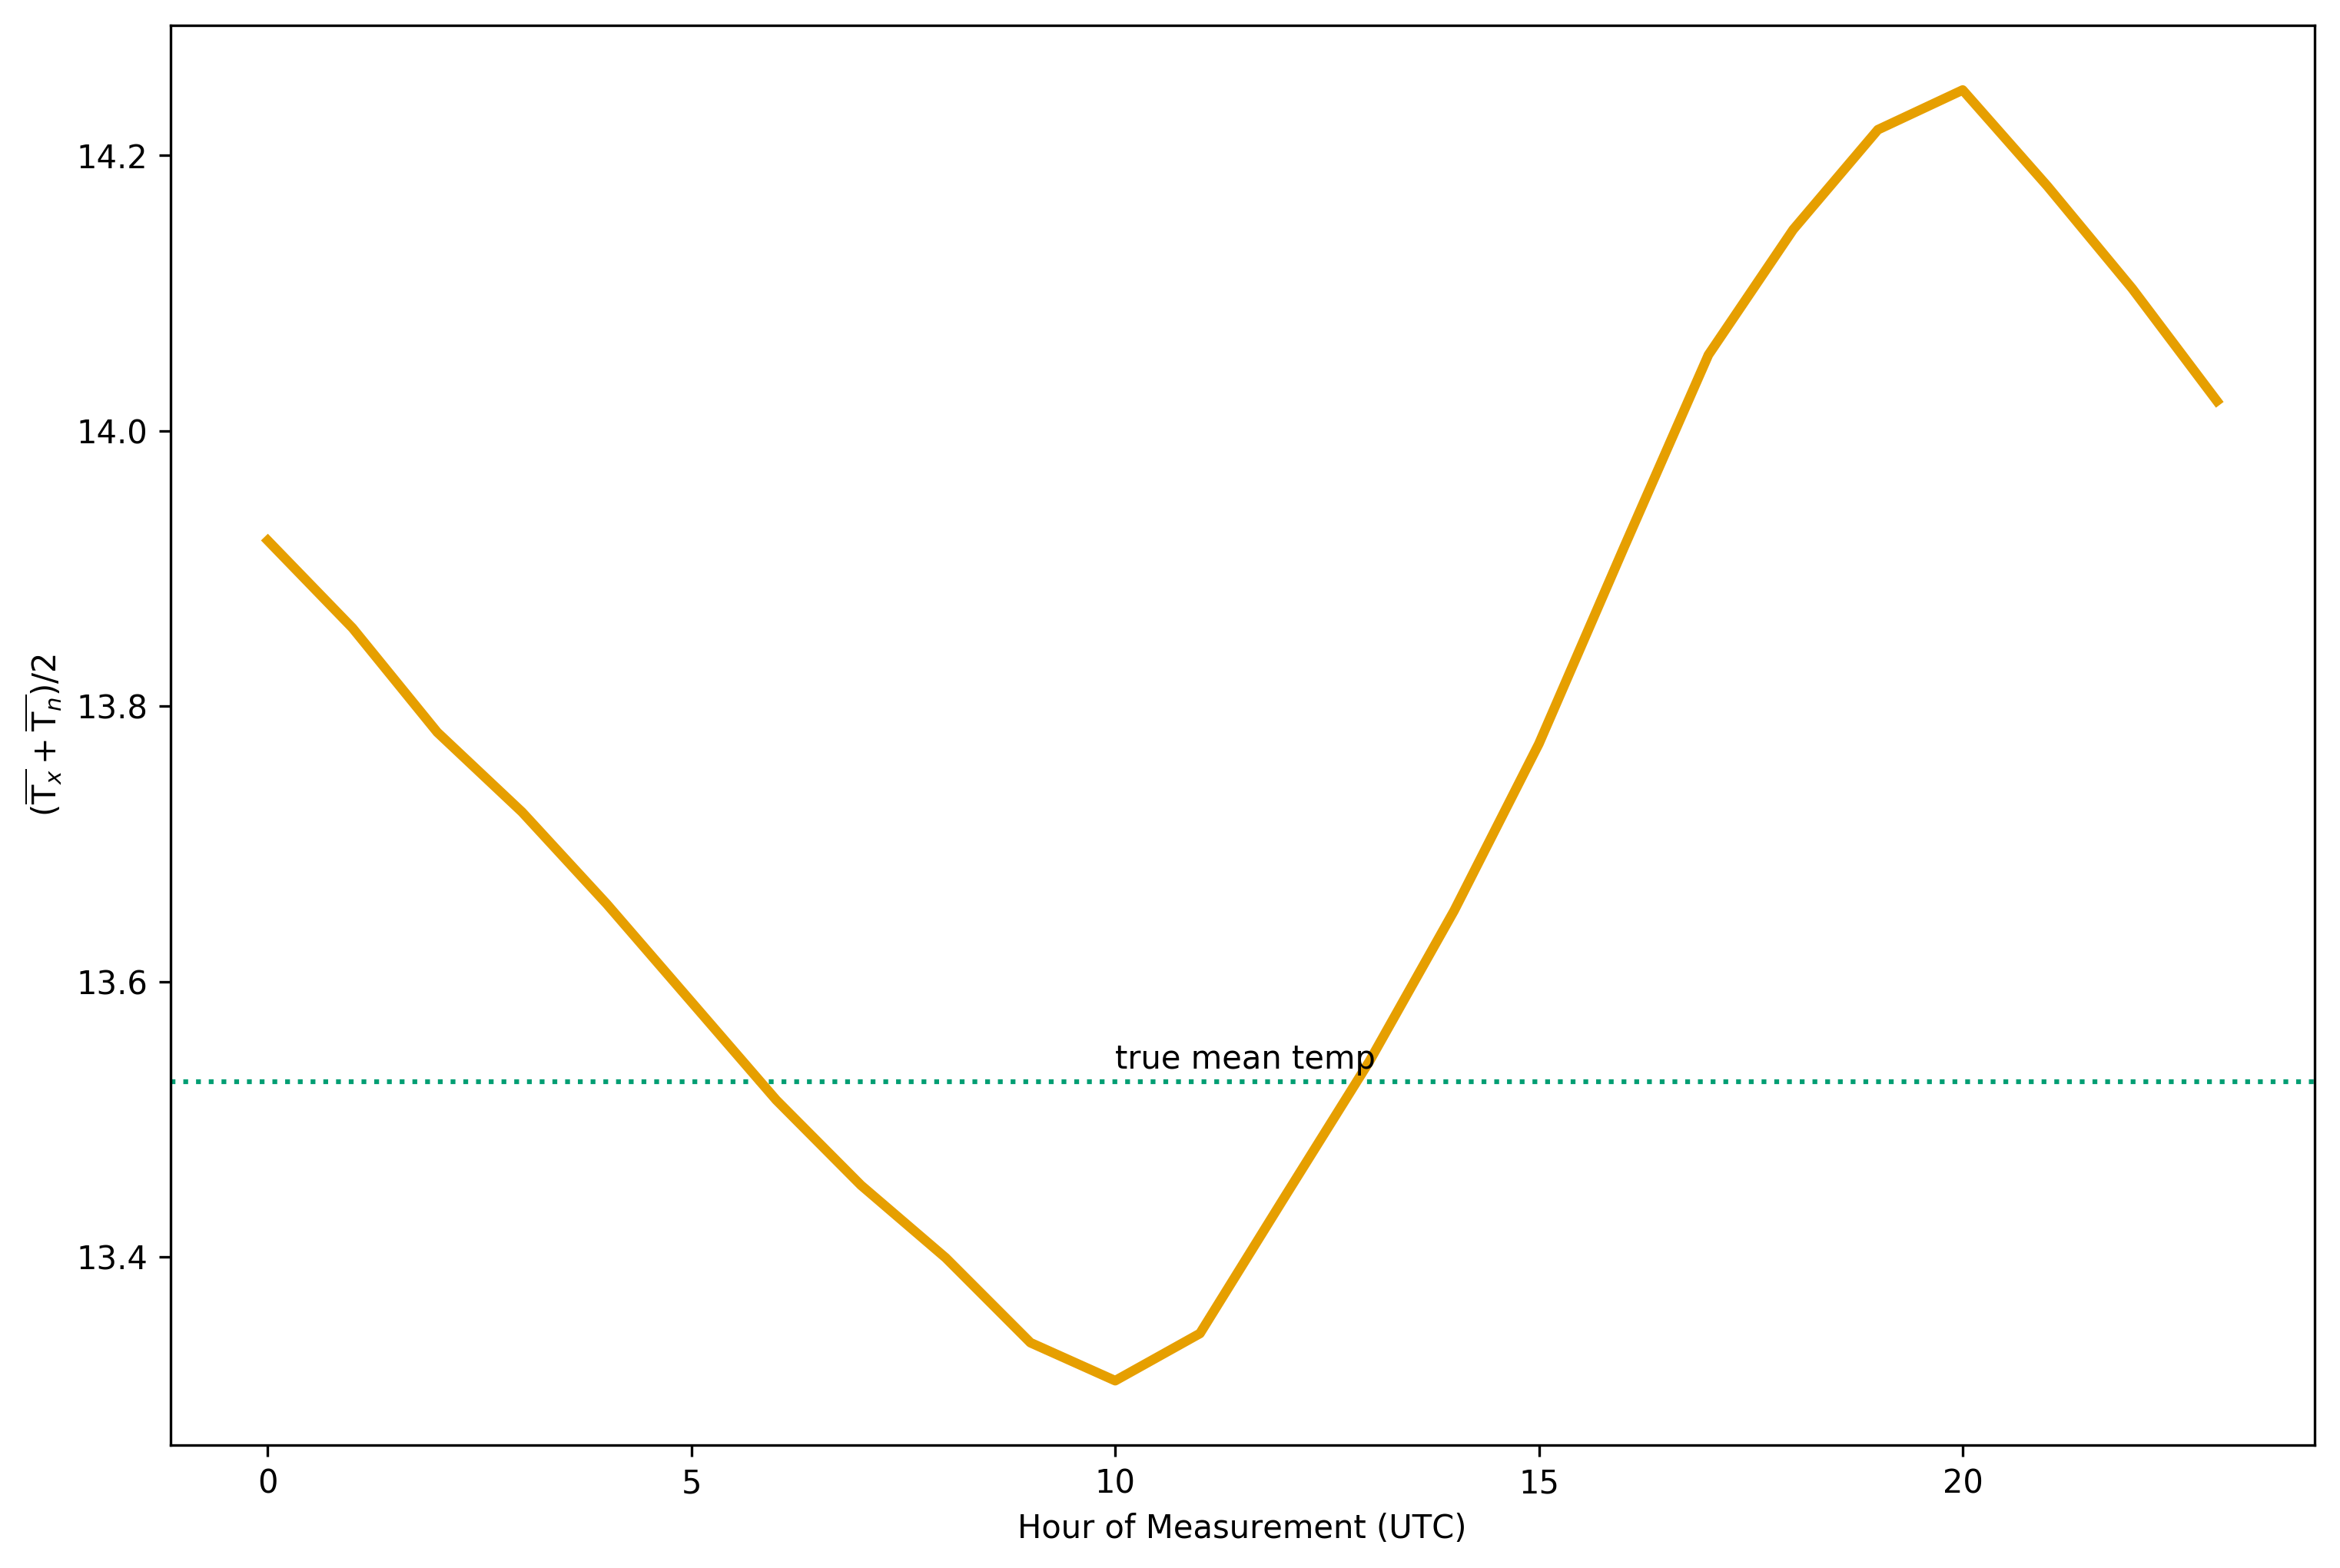 14.2
14.0
13.8
13.6
13.4
(T̅ₓ + T̅ₙ)/2
true mean temp
0 5 10 15 20
Hour of Measurement (UTC)